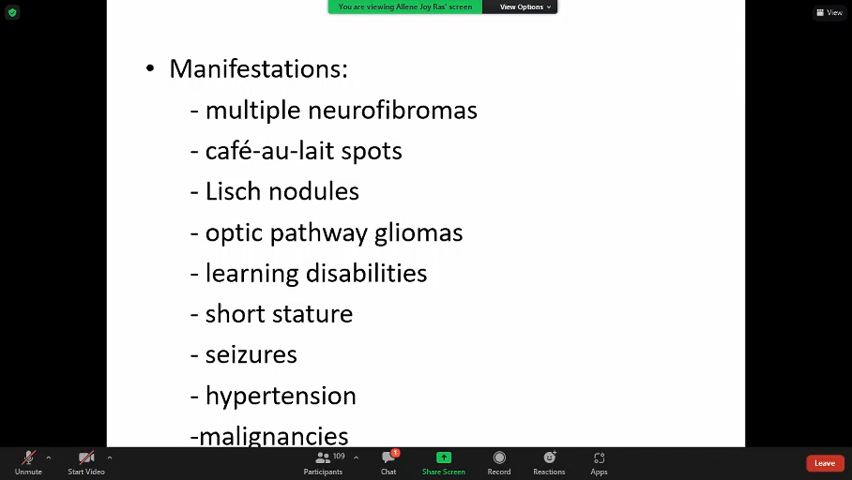 You are viewing Allene Joy Ras' screen
View Options
View
• Manifestations:
- multiple neurofibromas
- café-au-lait spots
- Lisch nodules
- optic pathway gliomas
- learning disabilities
- short stature
- seizures
- hypertension
-malignancies
109
1
Unmute
Start Video
Participants
Chat
Share Screen
Record
Reactions
Apps
Leave